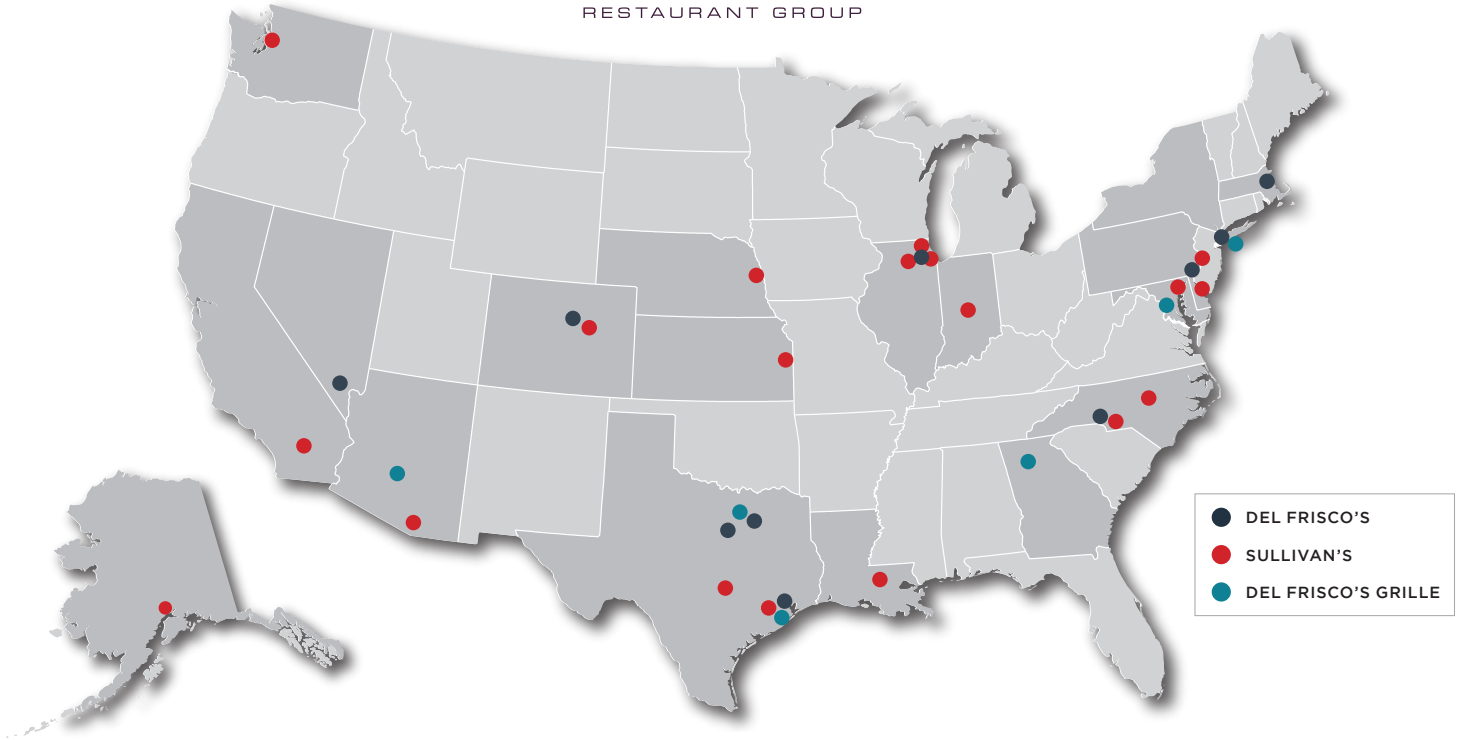 RESTAURANT GROUP
DEL FRISCO'S
SULLIVAN'S
DEL FRISCO'S GRILLE